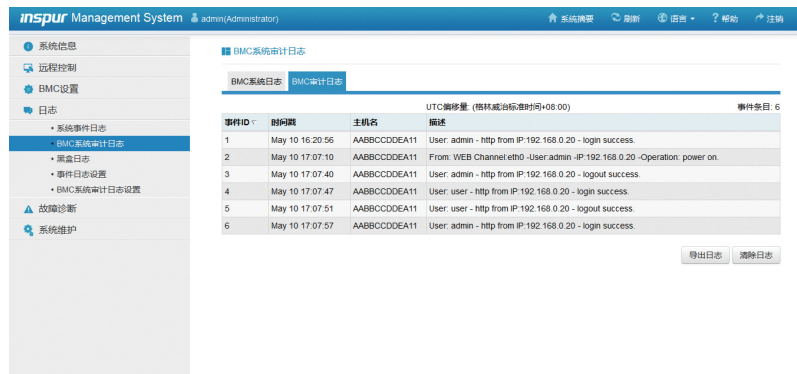 inspur Management System admin(Administrator) 系统摘要 刷新 语言 ? 帮助 注销
系统信息
远程控制
BMC设置
日志
• 系统事件日志
• BMC系统审计日志
• 黑盒日志
• 事件日志设置
• BMC系统审计日志设置
故障诊断
系统维护
BMC系统审计日志
BMC系统日志 BMC审计日志
UTC偏移量: (格林威治标准时间+08:00) 事件条目: 6
事件ID 时间戳 主机名 描述
1 May 10 16:20:56 AABBCCDDEA11 User: admin - http from IP:192.168.0.20 - login success.
2 May 10 17:07:10 AABBCCDDEA11 From: WEB Channel:eth0 -User:admin -IP:192.168.0.20 -Operation: power on.
3 May 10 17:07:40 AABBCCDDEA11 User: admin - http from IP:192.168.0.20 - logout success.
4 May 10 17:07:47 AABBCCDDEA11 User: user - http from IP:192.168.0.20 - login success.
5 May 10 17:07:51 AABBCCDDEA11 User: user - http from IP:192.168.0.20 - logout success.
6 May 10 17:07:57 AABBCCDDEA11 User: admin - http from IP:192.168.0.20 - login success.
导出日志 清除日志